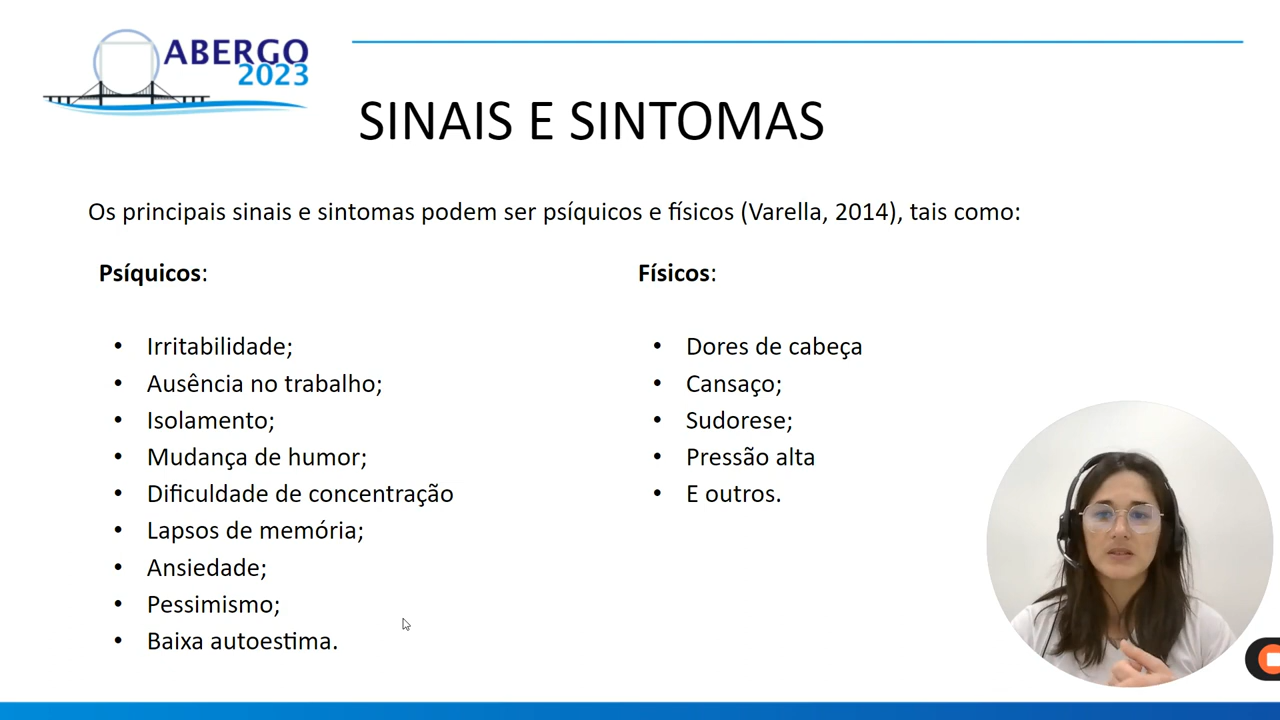 ABERGO
2023
SINAIS E SINTOMAS
Os principais sinais e sintomas podem ser psíquicos e físicos (Varella, 2014), tais como:
Psíquicos:
• Irritabilidade;
• Ausência no trabalho;
• Isolamento;
• Mudança de humor;
• Dificuldade de concentração
• Lapsos de memória;
• Ansiedade;
• Pessimismo;
• Baixa autoestima.
Físicos:
• Dores de cabeça
• Cansaço;
• Sudorese;
• Pressão alta
• E outros.